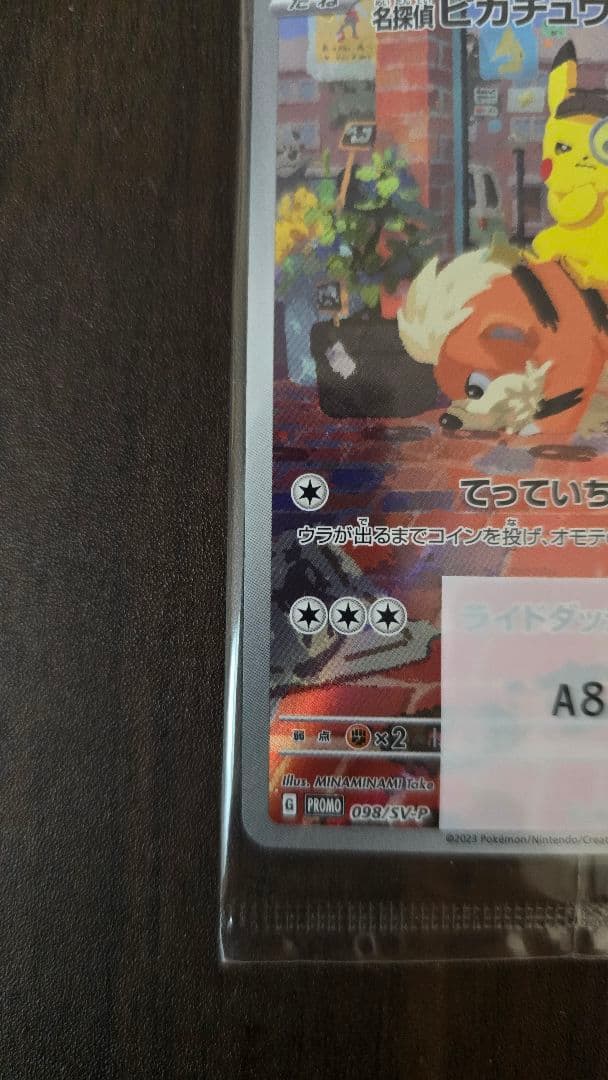 たね
名探偵ピカチュウ
てっていち
ウラが出るまでコインを投げ、オモテ
ライトダッ
A8
弱点 ×2
Illus. MINAMINAMI Take
G PROMO 098/SV-P
©2023 Pokémon/Nintendo/Creat